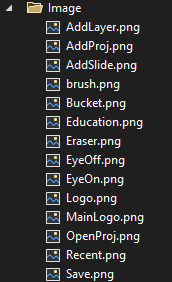 Image
AddLayer.png
AddProj.png
AddSlide.png
brush.png
Bucket.png
Education.png
Eraser.png
EyeOff.png
EyeOn.png
Logo.png
MainLogo.png
OpenProj.png
Recent.png
Save.png